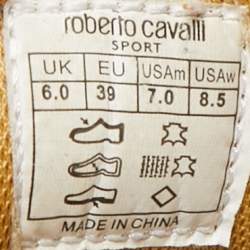 roberto cavalli
SPORT
UK EU USAm USAw
6.0 39 7.0 8.5
MADE IN CHINA